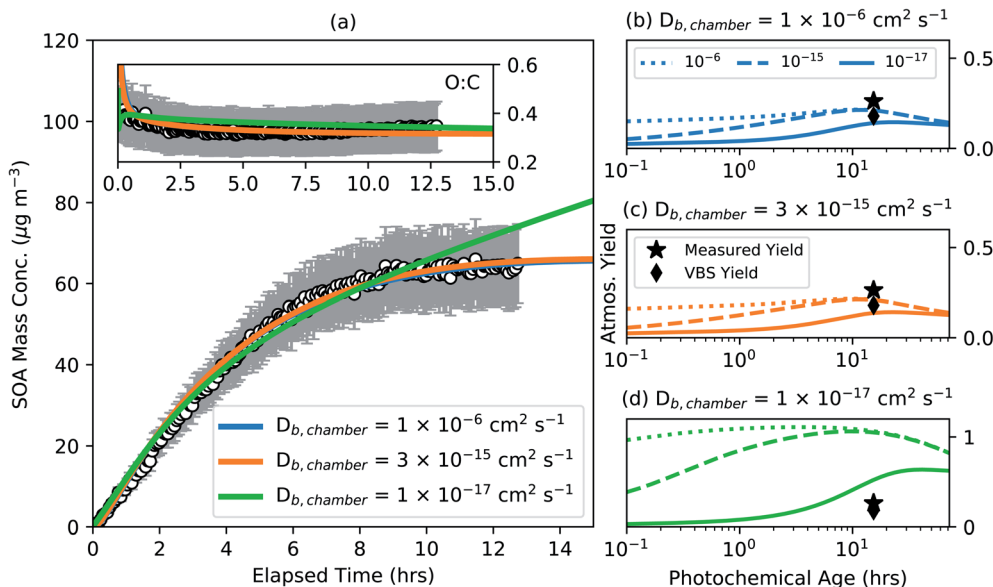 (a)
SOA Mass Conc. (μg m⁻³)
120
100
80
60
40
20
0
O:C
0.6
0.4
0.2
0.0 2.5 5.0 7.5 10.0 12.5 15.0
D_b,chamber = 1 × 10⁻⁶ cm² s⁻¹
D_b,chamber = 3 × 10⁻¹⁵ cm² s⁻¹
D_b,chamber = 1 × 10⁻¹⁷ cm² s⁻¹
0 2 4 6 8 10 12 14
Elapsed Time (hrs)
(b) D_b,chamber = 1 × 10⁻⁶ cm² s⁻¹
10⁻⁶ 10⁻¹⁵ 10⁻¹⁷
0.5
0.0
10⁻¹ 10⁰ 10¹
(c) D_b,chamber = 3 × 10⁻¹⁵ cm² s⁻¹
Measured Yield
VBS Yield
Atmos. Yield
0.5
0.0
10⁻¹ 10⁰ 10¹
(d) D_b,chamber = 1 × 10⁻¹⁷ cm² s⁻¹
1
0
10⁻¹ 10⁰ 10¹
Photochemical Age (hrs)